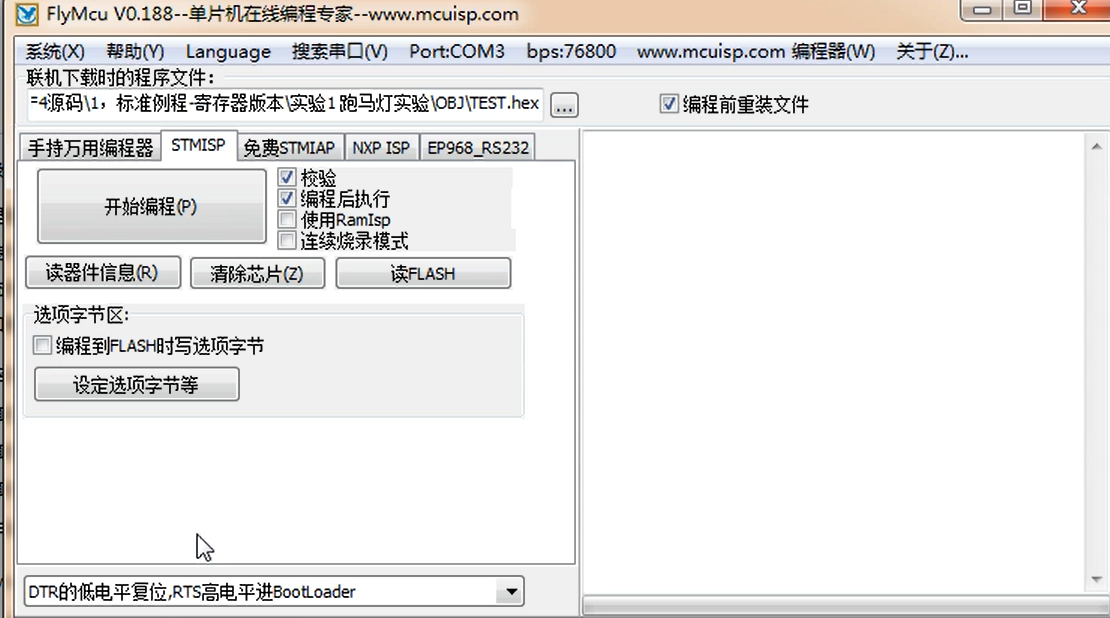 FlyMcu V0.188--单片机在线编程专家--www.mcuisp.com
系统(X) 帮助(Y) Language 搜索串口(V) Port:COM3 bps:76800 www.mcuisp.com 编程器(W) 关于(Z)...
联机下载时的程序文件:
F4源码\1，标准例程-寄存器版本\实验1 跑马灯实验\OBJ\TEST.hex ... 编程前重装文件
手持万用编程器 STMISP 免费STMIAP NXP ISP EP968_RS232
开始编程(P)
校验
编程后执行
使用RamIsp
连续烧录模式
读器件信息(R) 清除芯片(Z) 读FLASH
选项字节区:
编程到FLASH时写选项字节
设定选项字节等
DTR的低电平复位,RTS高电平进BootLoader